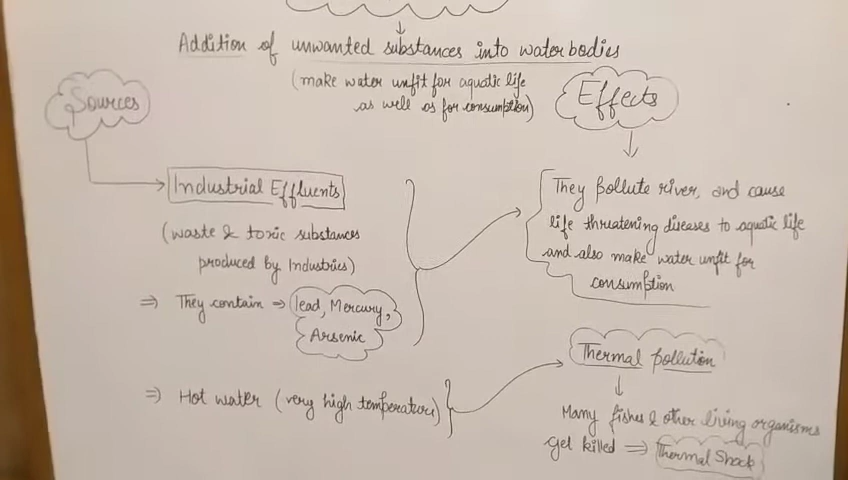 Addition of unwanted substances into waterbodies
(make water unfit for aquatic life
as well as for consumption)
Sources
Effects
Industrial Effluents
(waste & toxic substances
produced by Industries)
⇒ They contain → lead, Mercury,
Arsenic
They pollute river, and cause
life threatening diseases to aquatic life
and also make water unfit for
consumption
⇒ Hot water (very high temperature)
Thermal pollution
Many fishes & other living organisms
get killed ⇒ Thermal Shock